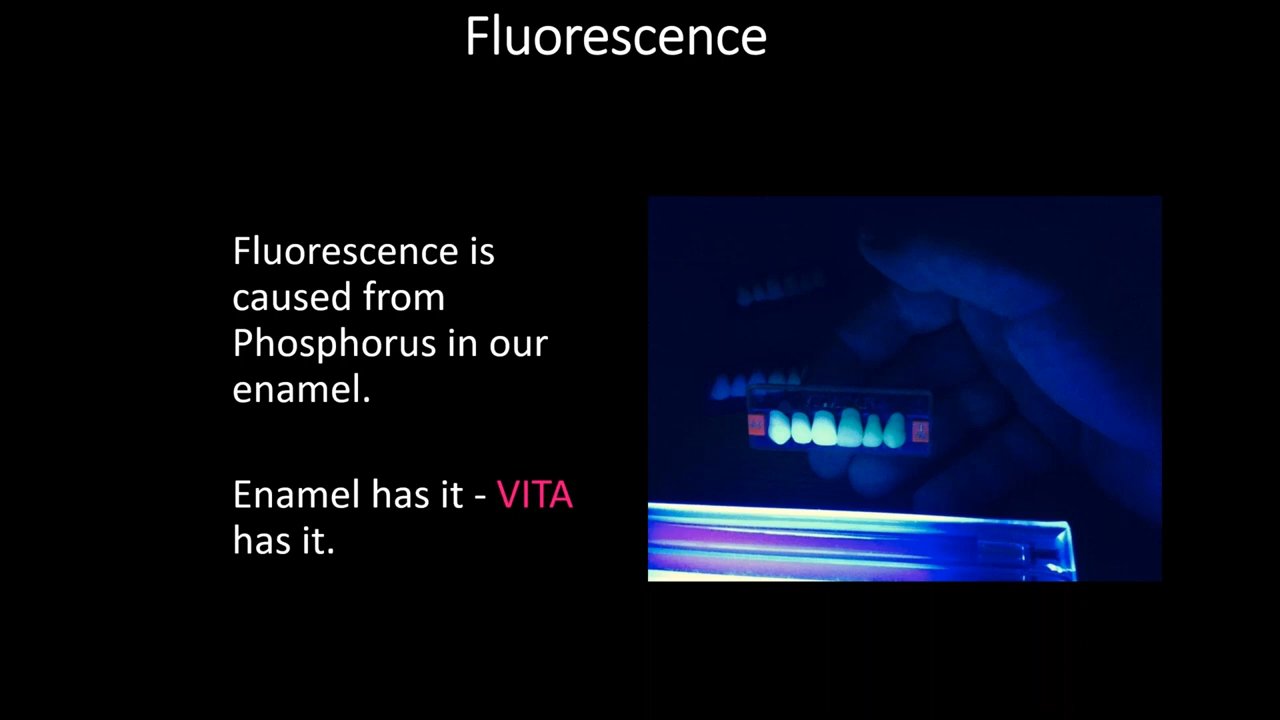 Fluorescence
Fluorescence is
caused from
Phosphorus in our
enamel.
Enamel has it - VITA
has it.